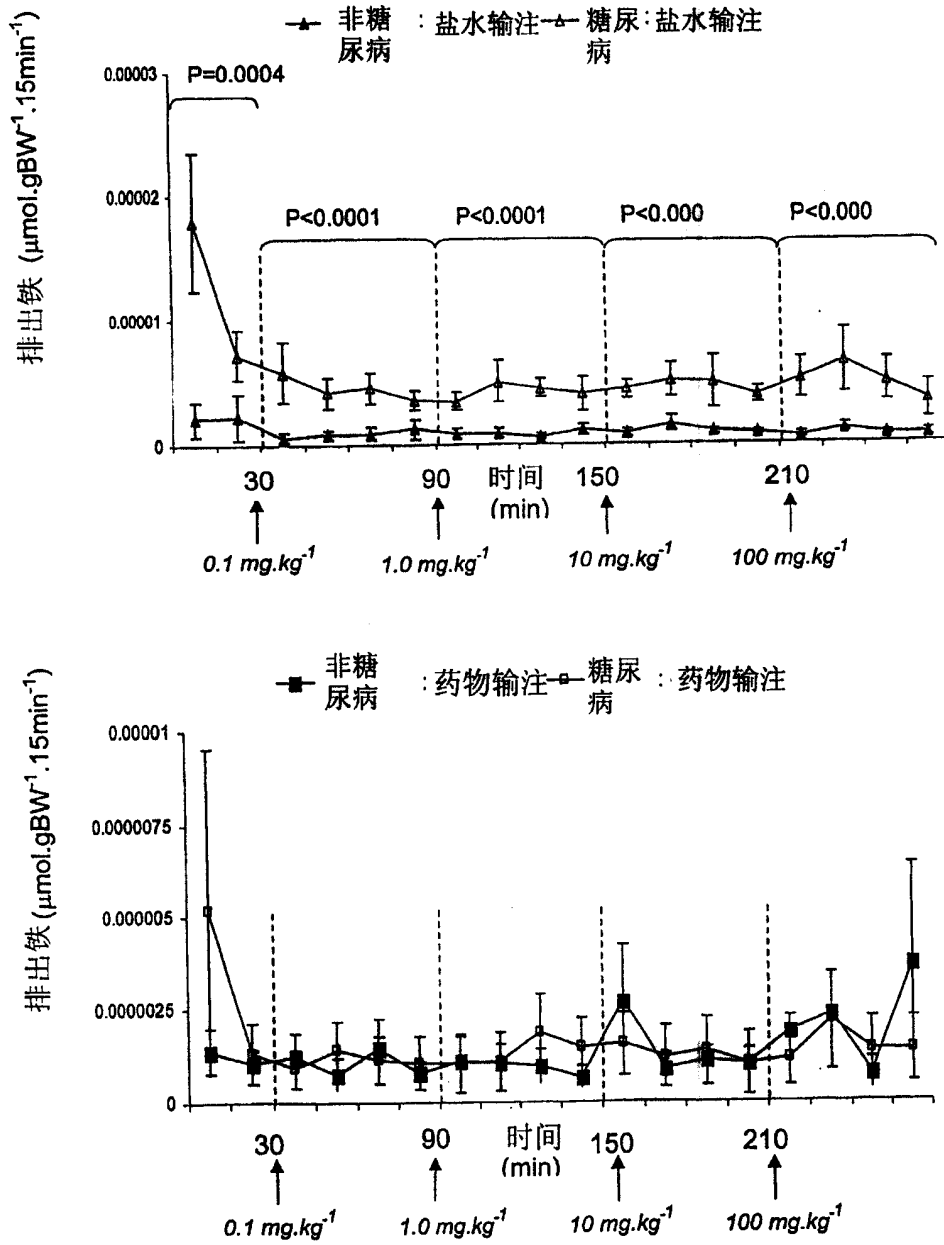 非糖尿病 : 盐水输注 糖尿病 : 盐水输注
排出铁 (μmol.gBW⁻¹.15min⁻¹)
0.00003
0.00002
0.00001
0
P=0.0004
P<0.0001
P<0.0001
P<0.000
P<0.000
30
90
时间
(min)
150
210
0.1 mg.kg⁻¹
1.0 mg.kg⁻¹
10 mg.kg⁻¹
100 mg.kg⁻¹
非糖尿病 : 药物输注 糖尿病 : 药物输注
排出铁 (μmol.gBW⁻¹.15min⁻¹)
0.00001
0.0000075
0.000005
0.0000025
0
30
90
时间
(min)
150
210
0.1 mg.kg⁻¹
1.0 mg.kg⁻¹
10 mg.kg⁻¹
100 mg.kg⁻¹